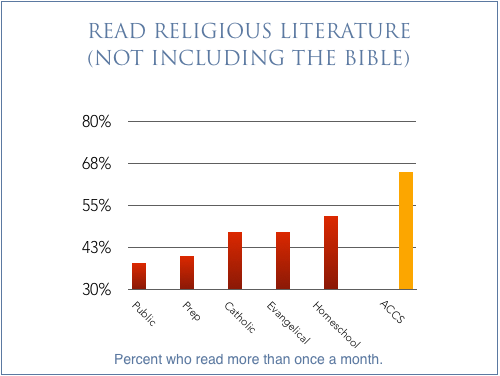 READ RELIGIOUS LITERATURE
(NOT INCLUDING THE BIBLE)
80%
68%
55%
43%
30%
Public
Prep
Catholic
Evangelical
Homeschool
ACCS
Percent who read more than once a month.